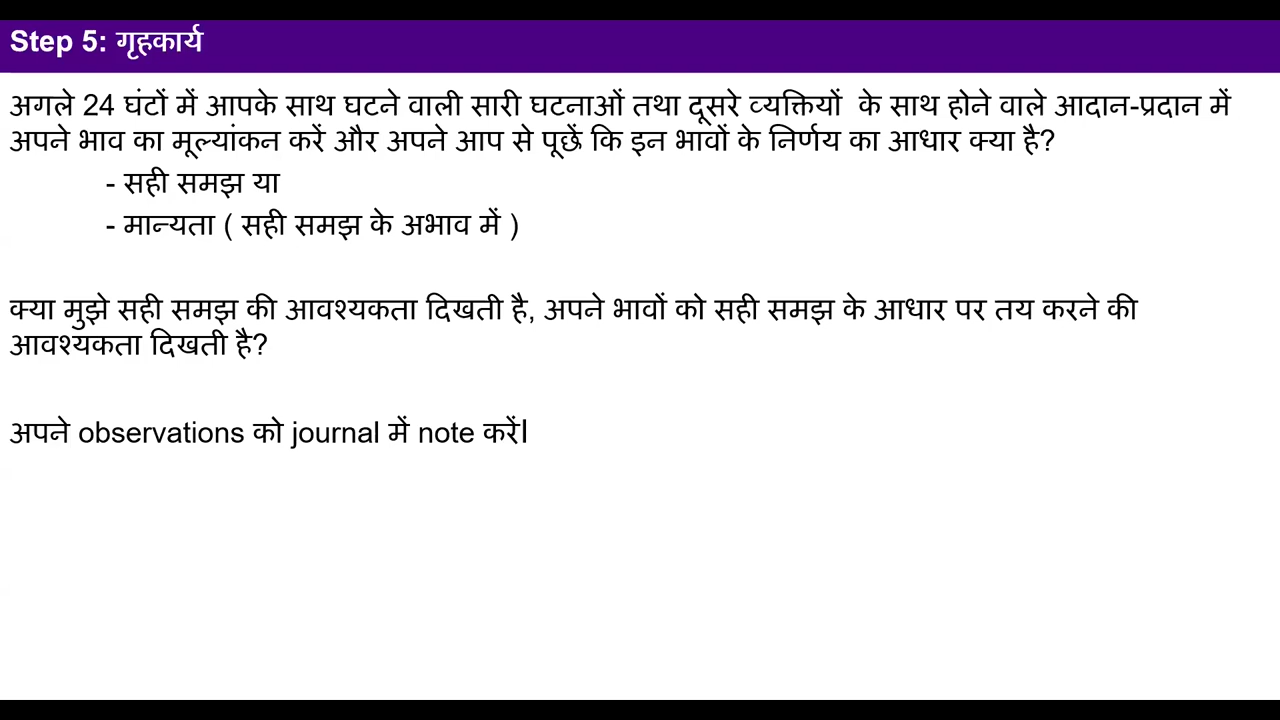 Step 5: गृहकार्य
अगले 24 घंटों में आपके साथ घटने वाली सारी घटनाओं तथा दूसरे व्यक्तियों के साथ होने वाले आदान-प्रदान में
अपने भाव का मूल्यांकन करें और अपने आप से पूछें कि इन भावों के निर्णय का आधार क्या है?
- सही समझ या
- मान्यता ( सही समझ के अभाव में )
क्या मुझे सही समझ की आवश्यकता दिखती है, अपने भावों को सही समझ के आधार पर तय करने की
आवश्यकता दिखती है?
अपने observations को journal में note करें।